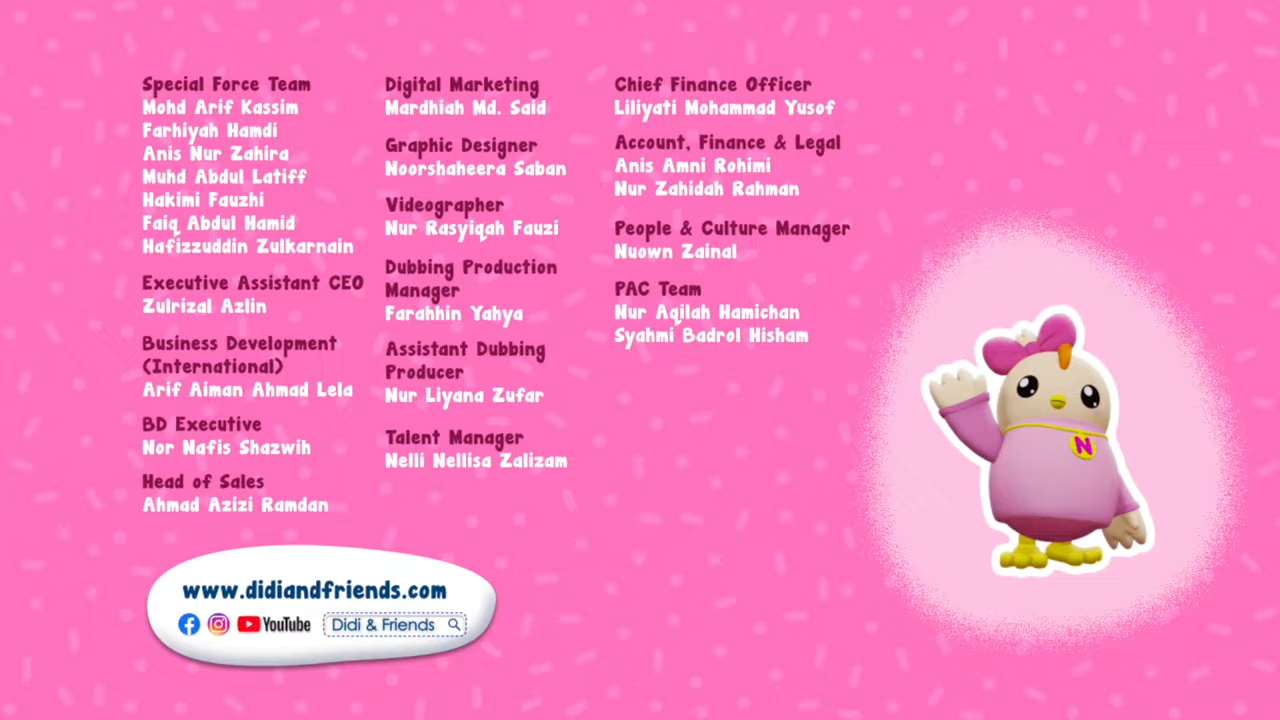 Special Force Team
Mohd Arif Kassim
Farhiyah Hamdi
Anis Nur Zahira
Muhd Abdul Latiff
Hakimi Fauzhi
Faiq Abdul Hamid
Hafizzuddin Zulkarnain
Executive Assistant CEO
Zulrizal Azlin
Business Development
(International)
Arif Aiman Ahmad Lela
BD Executive
Nor Nafis Shazwih
Head of Sales
Ahmad Azizi Ramdan
Digital Marketing
Mardhiah Md. Said
Graphic Designer
Noorshaheera Saban
Videographer
Nur Rasyiqah Fauzi
Dubbing Production
Manager
Farahhin Yahya
Assistant Dubbing
Producer
Nur Liyana Zufar
Talent Manager
Nelli Nellisa Zalizam
Chief Finance Officer
Liliyati Mohammad Yusof
Account, Finance & Legal
Anis Amni Rohimi
Nur Zahidah Rahman
People & Culture Manager
Nuown Zainal
PAC Team
Nur Aqilah Hamichan
Syahmi Badrol Hisham
N
www.didiandfriends.com
YouTube
Didi & Friends